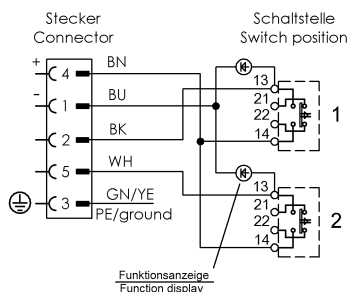 Stecker
Connector
Schaltstelle
Switch position
+
4
BN
-
1
BU
2
BK
5
WH
3
GN/YE
PE/ground
13
21
22
14
1
13
21
22
14
2
Funktionsanzeige
Function display